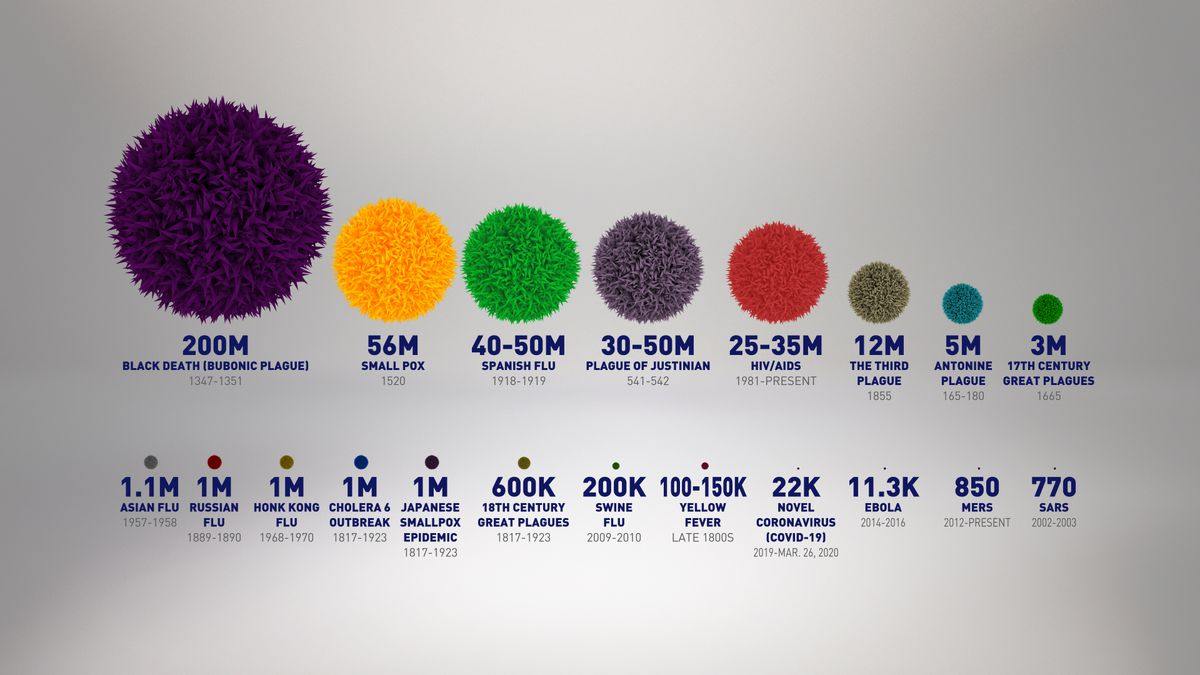 200M
BLACK DEATH (BUBONIC PLAGUE)
1347-1351
56M
SMALL POX
1520
40-50M
SPANISH FLU
1918-1919
30-50M
PLAGUE OF JUSTINIAN
541-542
25-35M
HIV/AIDS
1981-PRESENT
12M
THE THIRD
PLAGUE
1855
5M
ANTONINE
PLAGUE
165-180
3M
17TH CENTURY
GREAT PLAGUES
1665
1.1M
ASIAN FLU
1957-1958
1M
RUSSIAN
FLU
1889-1890
1M
HONK KONG
FLU
1968-1970
1M
CHOLERA 6
OUTBREAK
1817-1923
1M
JAPANESE
SMALLPOX
EPIDEMIC
1817-1923
600K
18TH CENTURY
GREAT PLAGUES
1817-1923
200K
SWINE
FLU
2009-2010
100-150K
YELLOW
FEVER
LATE 1800S
22K
NOVEL
CORONAVIRUS
(COVID-19)
2019-MAR. 26, 2020
11.3K
EBOLA
2014-2016
850
MERS
2012-PRESENT
770
SARS
2002-2003